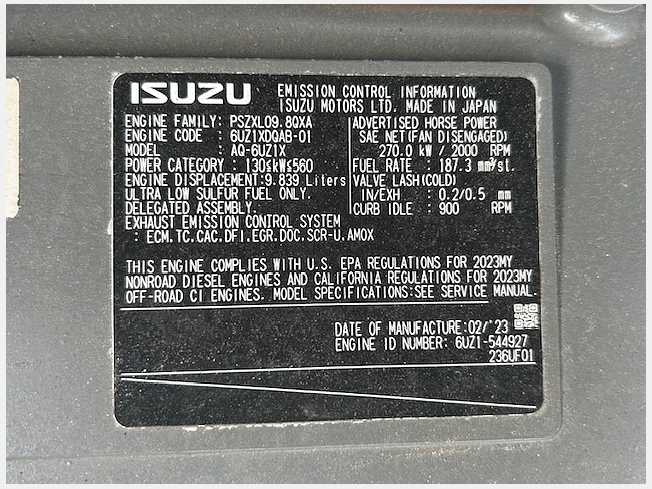 ISUZU
EMISSION CONTROL INFORMATION
ISUZU MOTORS LTD. MADE IN JAPAN
ENGINE FAMILY: PSZXL09.8QXA
ENGINE CODE : 6UZ1XDQAB-01
MODEL : AQ-6UZ1X
POWER CATEGORY : 130≤kW≤560
ENGINE DISPLACEMENT:9.839 Liters
ULTRA LOW SULFUR FUEL ONLY.
DELEGATED ASSEMBLY.
EXHAUST EMISSION CONTROL SYSTEM
: ECM.TC.CAC.DFI.EGR.DOC.SCR-U.AMOX
ADVERTISED HORSE POWER
SAE NET(FAN DISENGAGED)
270.0 kW / 2000 RPM
FUEL RATE : 187.3 mm³/st.
VALVE LASH(COLD)
IN/EXH : 0.2/0.5 mm
CURB IDLE : 900 RPM
THIS ENGINE COMPLIES WITH U.S. EPA REGULATIONS FOR 2023MY
NONROAD DIESEL ENGINES AND CALIFORNIA REGULATIONS FOR 2023MY
OFF-ROAD CI ENGINES. MODEL SPECIFICATIONS:SEE SERVICE MANUAL.
DATE OF MANUFACTURE:02/'23
ENGINE ID NUMBER: 6UZ1-544927
236UF01